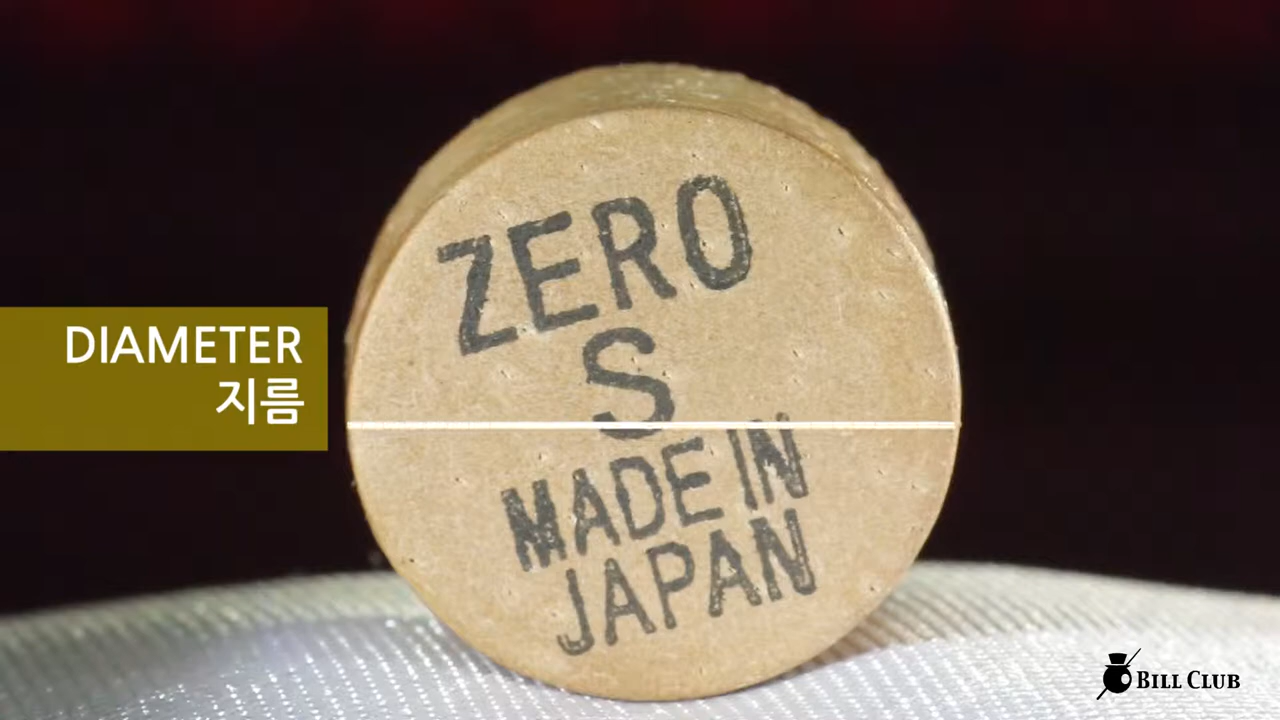 ZERO
S
MADE IN
JAPAN
DIAMETER
지름
BILL CLUB